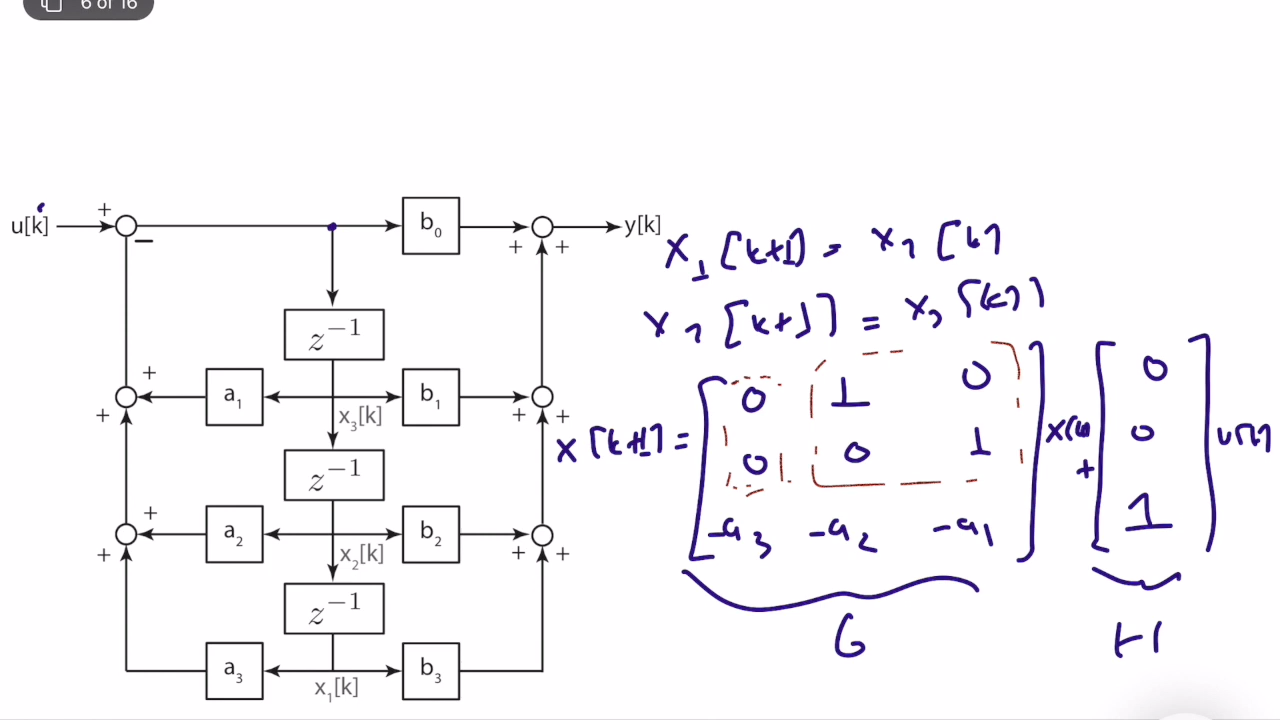 6 of 16
u[k] + − b₀ + + y[k]
z⁻¹
+ + a₁ x₃[k] b₁ + +
z⁻¹
+ + a₂ x₂[k] b₂ + +
z⁻¹
a₃ x₁[k] b₃
x₁[k+1] = x₂[k]
x₂[k+1] = x₃[k]
x[k+1] = [ 0 1 0
0 0 1
-a₃ -a₂ -a₁ ] x[k] + [ 0
0
1 ] u[k]
G H